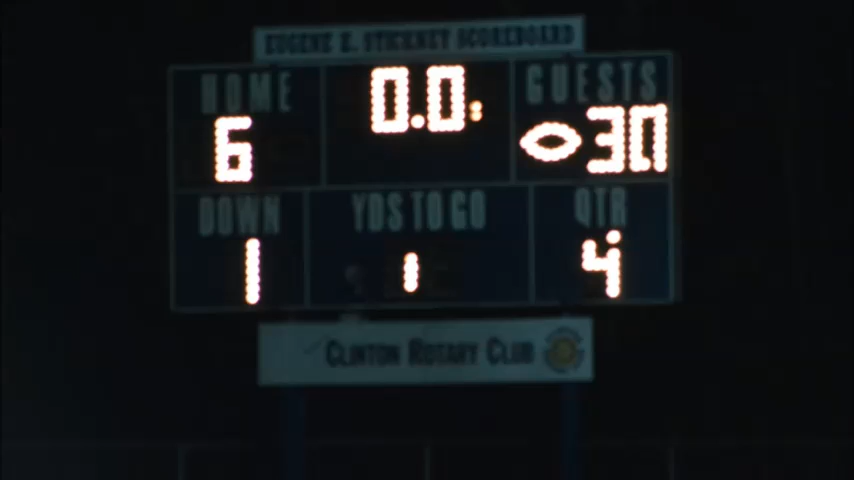 EUGENE E. STICKNEY SCOREBOARD
HOME 0.0: GUESTS
6 30
DOWN YDS TO GO QTR
1 1 4
CLINTON ROTARY CLUB